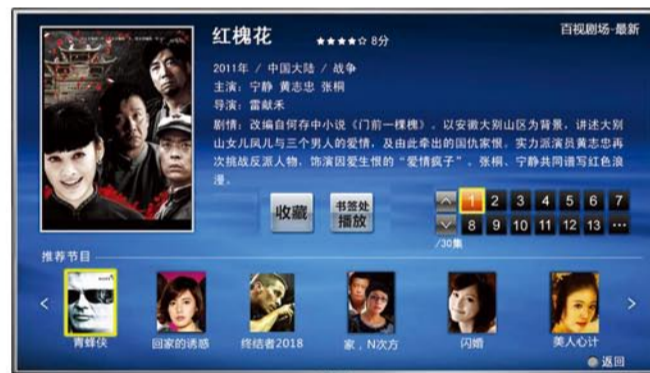 红槐花 ★★★★☆ 8分
百视剧场-最新
2011年 / 中国大陆 / 战争
主演：宁静 黄志忠 张桐
导演：雷献禾
剧情：改编自何存中小说《门前一棵槐》。以安徽大别山区为背景，讲述大别
山女儿凤儿与三个男人的爱情，及由此牵出的国仇家恨。实力派演员黄志忠再
次挑战反派人物，饰演因爱生恨的“爱情疯子”。张桐、宁静共同谱写红色浪
漫。
收藏
书签处
播放
1 2 3 4 5 6 7
8 9 10 11 12 13 •••
/30集
推荐节目
青蜂侠 回家的诱惑 终结者2018 家，N次方 闪婚 美人心计
返回